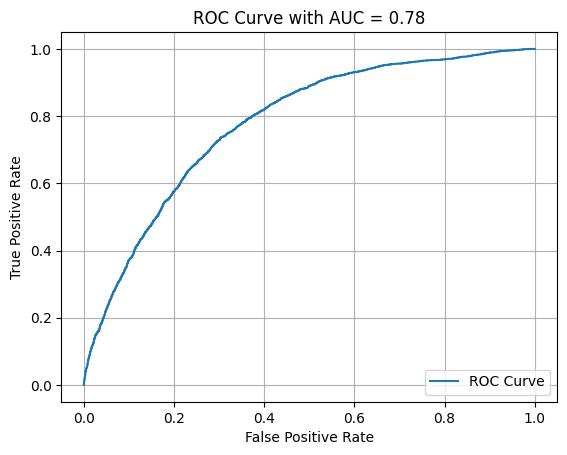 ROC Curve with AUC = 0.78
1.0
0.8
0.6
0.4
0.2
0.0
True Positive Rate
ROC Curve
0.0 0.2 0.4 0.6 0.8 1.0
False Positive Rate